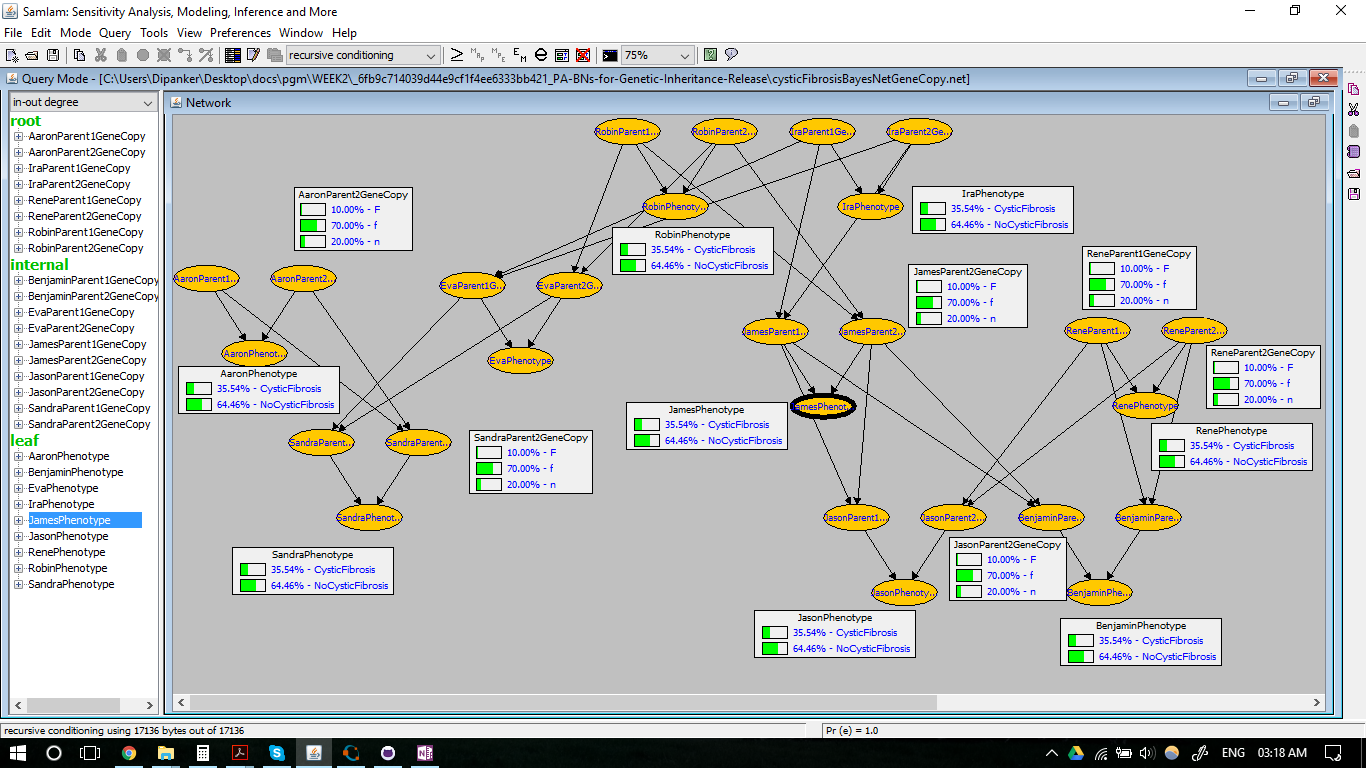 SamIam: Sensitivity Analysis, Modeling, Inference and More
File Edit Mode Query Tools View Preferences Window Help
recursive conditioning
75%
Query Mode - [C:\Users\Dipanker\Desktop\docs\pgm\WEEK2\_6fb9c714039d44e9cf1f4ee6333bb421_PA-BNs-for-Genetic-Inheritance-Release\cysticFibrosisBayesNetGeneCopy.net]
in-out degree
root
AaronParent1GeneCopy
AaronParent2GeneCopy
IraParent1GeneCopy
IraParent2GeneCopy
ReneParent1GeneCopy
ReneParent2GeneCopy
RobinParent1GeneCopy
RobinParent2GeneCopy
internal
BenjaminParent1GeneCopy
BenjaminParent2GeneCopy
EvaParent1GeneCopy
EvaParent2GeneCopy
JamesParent1GeneCopy
JamesParent2GeneCopy
JasonParent1GeneCopy
JasonParent2GeneCopy
SandraParent1GeneCopy
SandraParent2GeneCopy
leaf
AaronPhenotype
BenjaminPhenotype
EvaPhenotype
IraPhenotype
JamesPhenotype
JasonPhenotype
RenePhenotype
RobinPhenotype
SandraPhenotype
Network
RobinParent1...
RobinParent2...
IraParent1Ge...
IraParent2Ge...
AaronParent2GeneCopy
10.00% - F
70.00% - f
20.00% - n
RobinPhenoty...
IraPhenotype
IraPhenotype
35.54% - CysticFibrosis
64.46% - NoCysticFibrosis
RobinPhenotype
35.54% - CysticFibrosis
64.46% - NoCysticFibrosis
AaronParent1...
AaronParent2...
EvaParent1G...
EvaParent2G...
JamesParent2GeneCopy
10.00% - F
70.00% - f
20.00% - n
ReneParent1GeneCopy
10.00% - F
70.00% - f
20.00% - n
JamesParent1...
JamesParent2...
ReneParent1...
ReneParent2...
AaronPhenot...
EvaPhenotype
AaronPhenotype
35.54% - CysticFibrosis
64.46% - NoCysticFibrosis
ReneParent2GeneCopy
10.00% - F
70.00% - f
20.00% - n
JamesPhenotype
35.54% - CysticFibrosis
64.46% - NoCysticFibrosis
JamesPhenot...
RenePhenotype
RenePhenotype
35.54% - CysticFibrosis
64.46% - NoCysticFibrosis
SandraParent...
SandraParent...
SandraParent2GeneCopy
10.00% - F
70.00% - f
20.00% - n
SandraPhenot...
JasonParent1...
JasonParent2...
BenjaminPare...
BenjaminPare...
SandraPhenotype
35.54% - CysticFibrosis
64.46% - NoCysticFibrosis
JasonParent2GeneCopy
10.00% - F
70.00% - f
20.00% - n
JasonPhenoty...
BenjaminPhe...
JasonPhenotype
35.54% - CysticFibrosis
64.46% - NoCysticFibrosis
BenjaminPhenotype
35.54% - CysticFibrosis
64.46% - NoCysticFibrosis
recursive conditioning using 17136 bytes out of 17136
Pr (e) = 1.0
ENG
03:18 AM